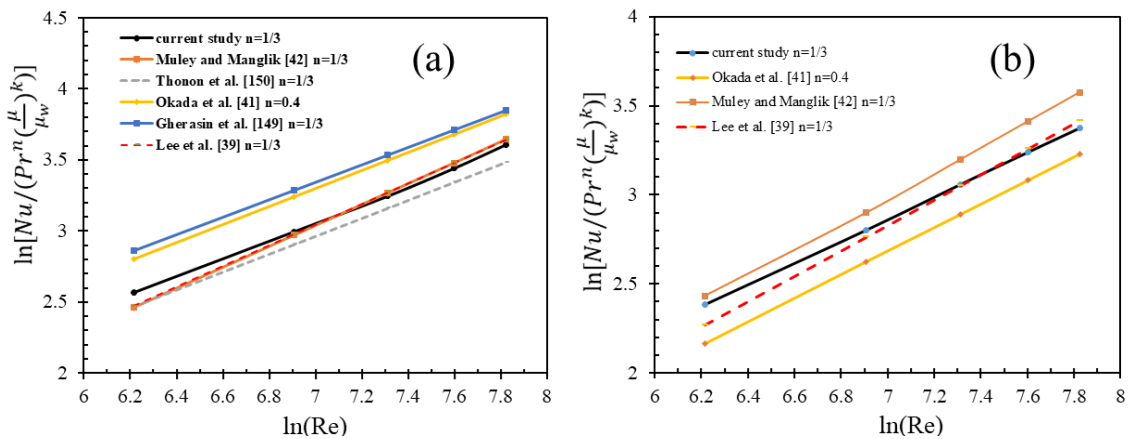 (a)
current study n=1/3
Muley and Manglik [42] n=1/3
Thonon et al. [150] n=1/3
Okada et al. [41] n=0.4
Gherasin et al. [149] n=1/3
Lee et al. [39] n=1/3
ln[Nu/(Pr^n(μ/μ_w)^k)]
4.5
4
3.5
3
2.5
2
6 6.2 6.4 6.6 6.8 7 7.2 7.4 7.6 7.8 8
ln(Re)
(b)
current study n=1/3
Okada et al. [41] n=0.4
Muley and Manglik [42] n=1/3
Lee et al. [39] n=1/3
ln[Nu/(Pr^n(μ/μ_w)^k)]
4
3.5
3
2.5
2
6 6.2 6.4 6.6 6.8 7 7.2 7.4 7.6 7.8 8
ln(Re)